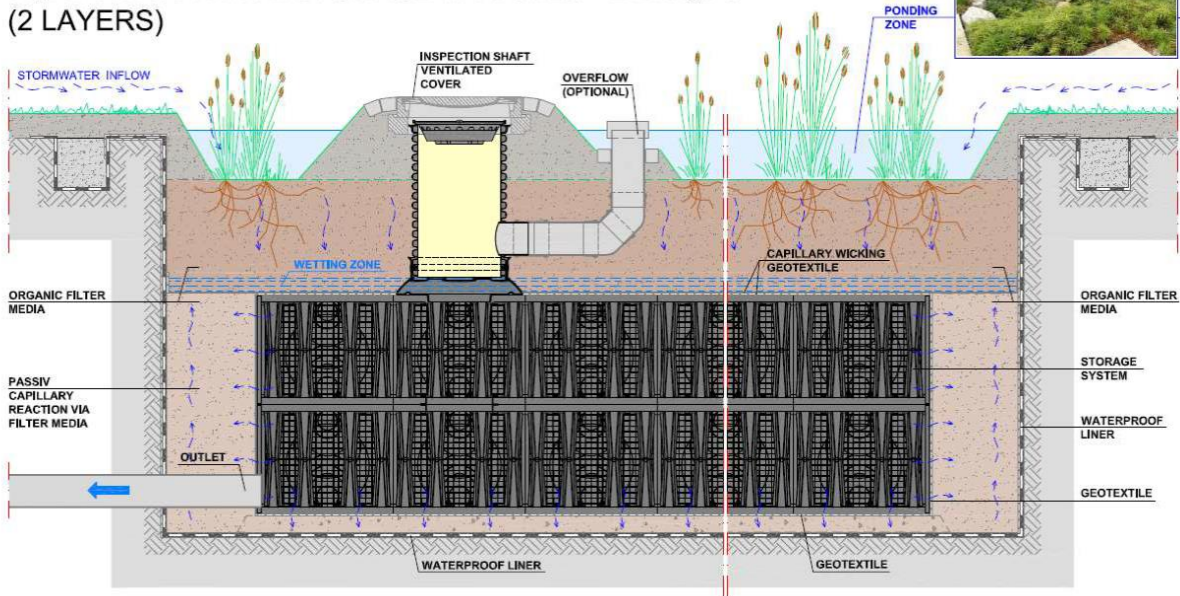 (2 LAYERS)
PONDING
ZONE
INSPECTION SHAFT
VENTILATED
COVER
STORMWATER INFLOW
OVERFLOW
(OPTIONAL)
CAPILLARY WICKING
GEOTEXTILE
WETTING ZONE
ORGANIC FILTER
MEDIA
ORGANIC FILTER
MEDIA
STORAGE
SYSTEM
PASSIV
CAPILLARY
REACTION VIA
FILTER MEDIA
WATERPROOF
LINER
OUTLET
GEOTEXTILE
WATERPROOF LINER
GEOTEXTILE